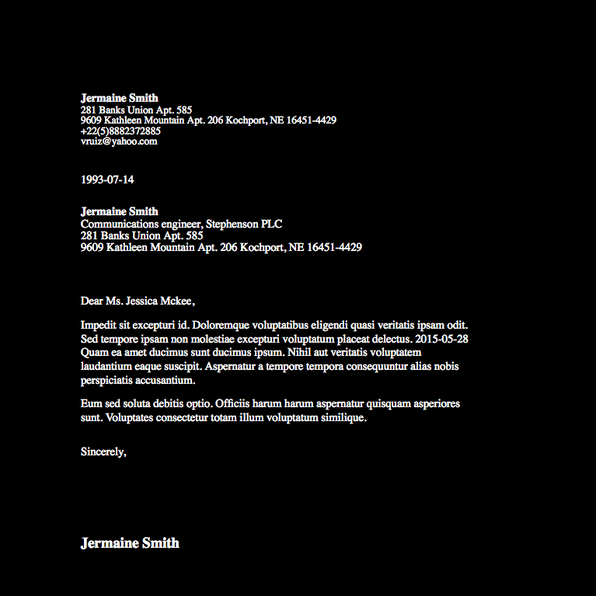 Jermaine Smith
281 Banks Union Apt. 585
9609 Kathleen Mountain Apt. 206 Kochport, NE 16451-4429
+22(5)8882372885
vruiz@yahoo.com
1993-07-14
Jermaine Smith
Communications engineer, Stephenson PLC
281 Banks Union Apt. 585
9609 Kathleen Mountain Apt. 206 Kochport, NE 16451-4429
Dear Ms. Jessica Mckee,
Impedit sit excepturi id. Doloremque voluptatibus eligendi quasi veritatis ipsam odit.
Sed tempore ipsam non molestiae excepturi voluptatum placeat delectus. 2015-05-28
Quam ea amet ducimus sunt ducimus ipsum. Nihil aut veritatis voluptatem
laudantium eaque suscipit. Aspernatur a tempore tempora consequuntur alias nobis
perspiciatis accusantium.
Eum sed soluta debitis optio. Officiis harum harum aspernatur quisquam asperiores
sunt. Voluptates consectetur totam illum voluptatum similique.
Sincerely,
Jermaine Smith